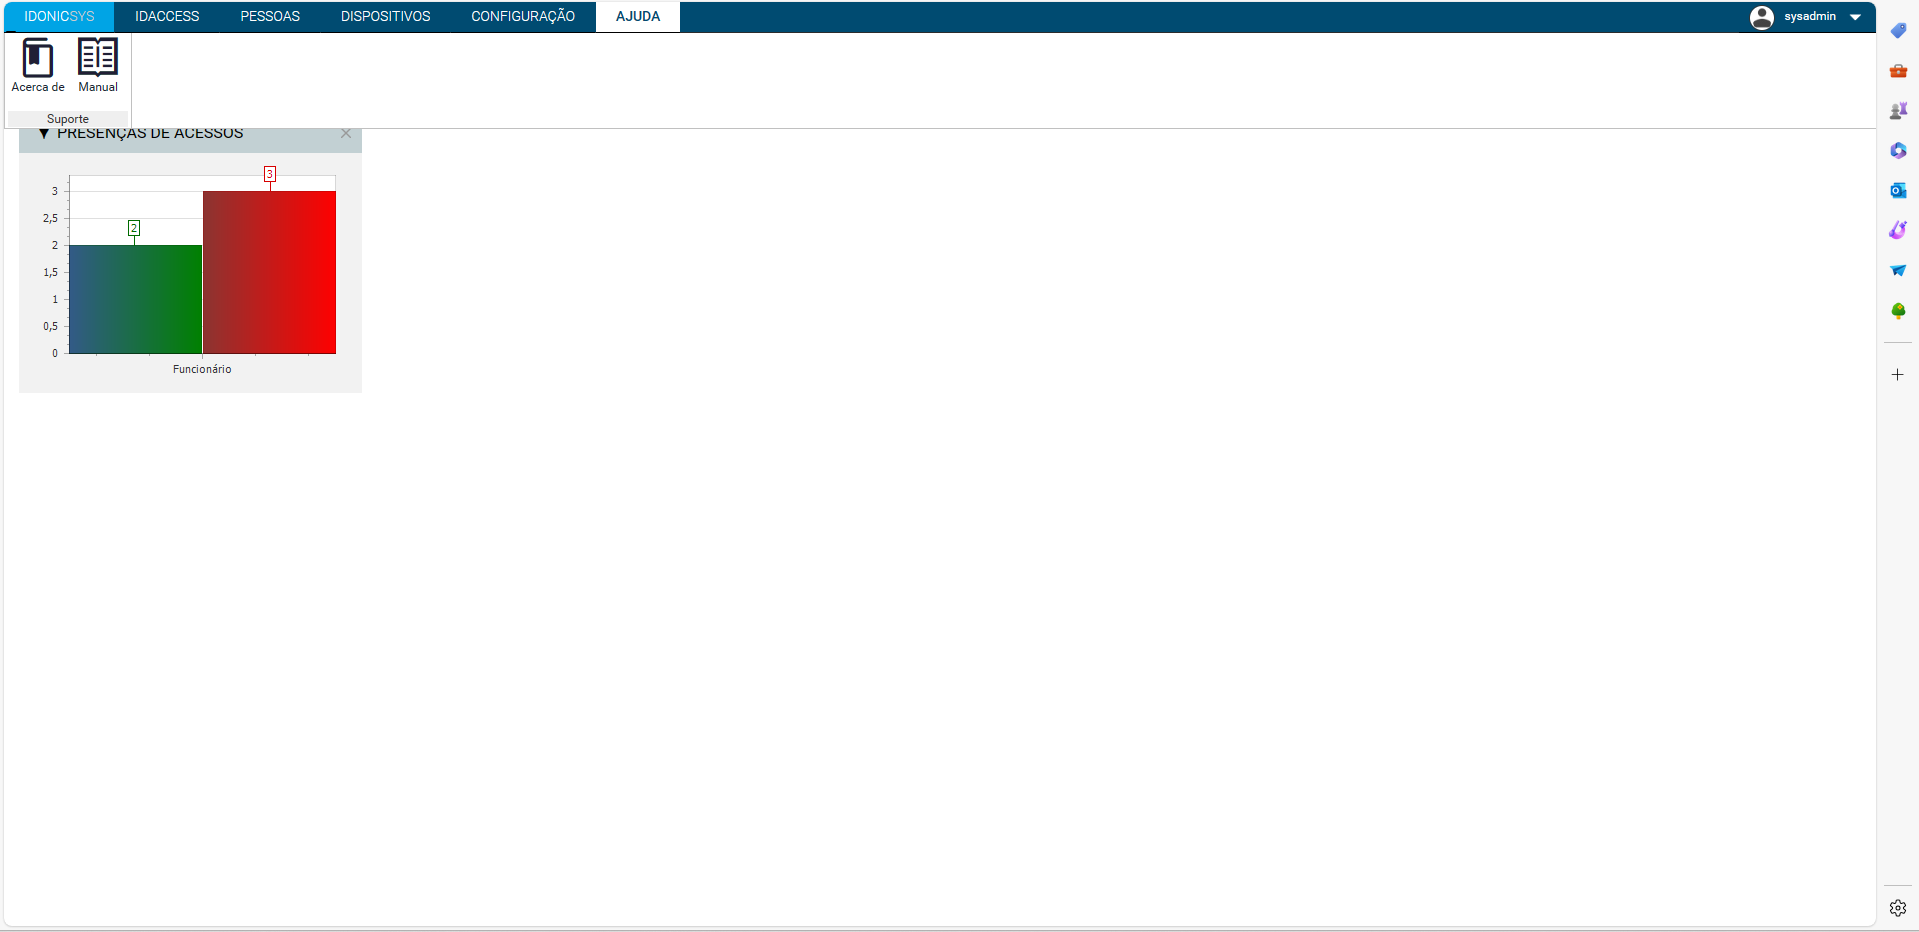 IDONICSYS IDACCESS PESSOAS DISPOSITIVOS CONFIGURAÇÃO AJUDA sysadmin
Acerca de Manual
Suporte
PRESENÇAS DE ACESSOS
3
3
2,5
2
2
1,5
1
0,5
0
Funcionário